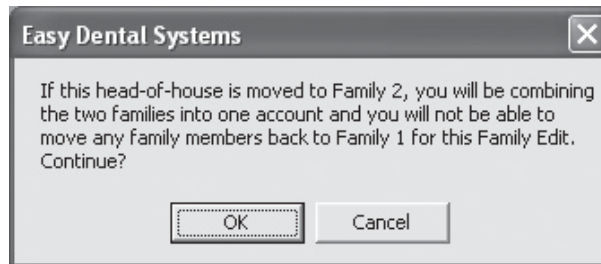 Easy Dental Systems
If this head-of-house is moved to Family 2, you will be combining
the two families into one account and you will not be able to
move any family members back to Family 1 for this Family Edit.
Continue?
OK
Cancel